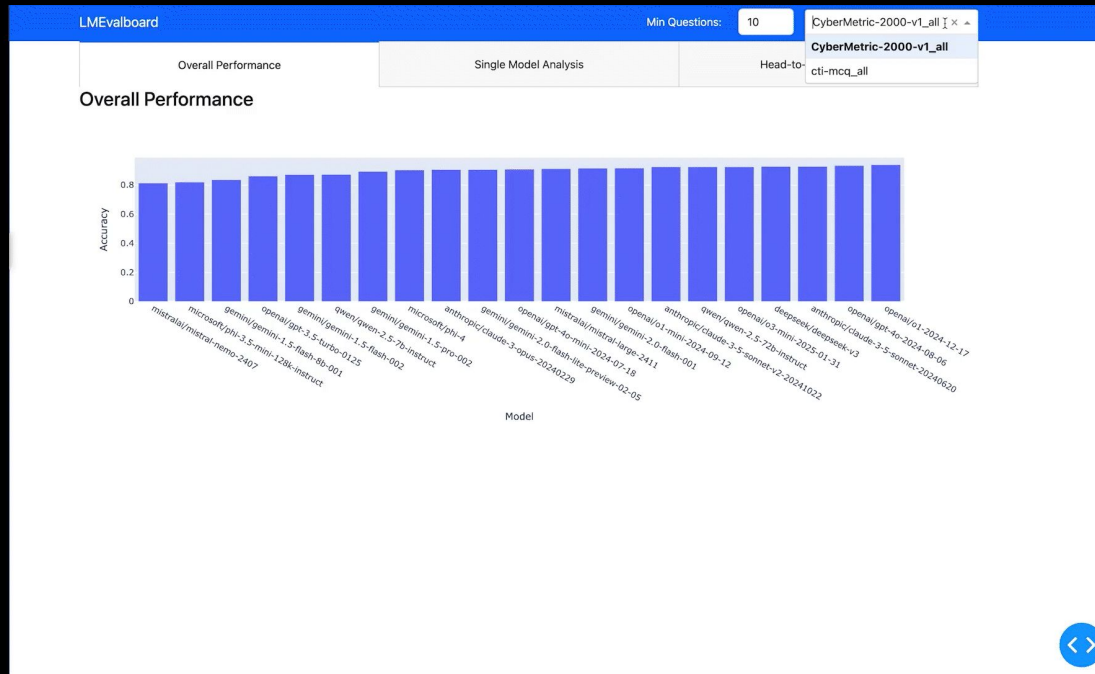 LMEvalboard
Min Questions:
10
CyberMetric-2000-v1_all
CyberMetric-2000-v1_all
cti-mcq_all
Overall Performance
Single Model Analysis
Head-to-
Overall Performance
Accuracy
0.8
0.6
0.4
0.2
0
mistralai/mistral-nemo-2407
microsoft/phi-3.5-mini-128k-instruct
gemini/gemini-1.5-flash-8b-001
openai/gpt-3.5-turbo-0125
gemini/gemini-1.5-flash-002
qwen/qwen-2.5-7b-instruct
gemini/gemini-1.5-pro-002
microsoft/phi-4
anthropic/claude-3-opus-20240229
gemini/gemini-2.0-flash-lite-preview-02-05
openai/gpt-4o-mini-2024-07-18
mistralai/mistral-large-2411
gemini/gemini-2.0-flash-001
openai/o1-mini-2024-09-12
anthropic/claude-3-5-sonnet-v2-20241022
qwen/qwen-2.5-72b-instruct
openai/o3-mini-2025-01-31
deepseek/deepseek-v3
anthropic/claude-3-5-sonnet-20240620
openai/gpt-4o-2024-08-06
openai/o1-2024-12-17
Model